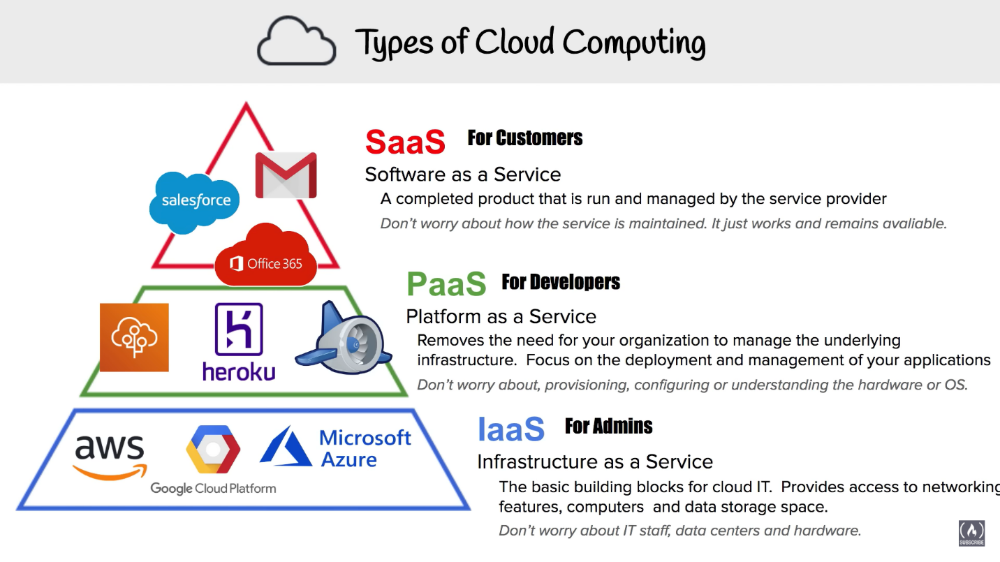 Types of Cloud Computing
SaaS For Customers
Software as a Service
A completed product that is run and managed by the service provider
Don't worry about how the service is maintained. It just works and remains avaliable.
salesforce
Office 365
PaaS For Developers
Platform as a Service
Removes the need for your organization to manage the underlying
infrastructure. Focus on the deployment and management of your applications
Don't worry about, provisioning, configuring or understanding the hardware or OS.
heroku
IaaS For Admins
Infrastructure as a Service
The basic building blocks for cloud IT. Provides access to networking
features, computers and data storage space.
Don't worry about IT staff, data centers and hardware.
aws
Google Cloud Platform
Microsoft
Azure
SUBSCRIBE